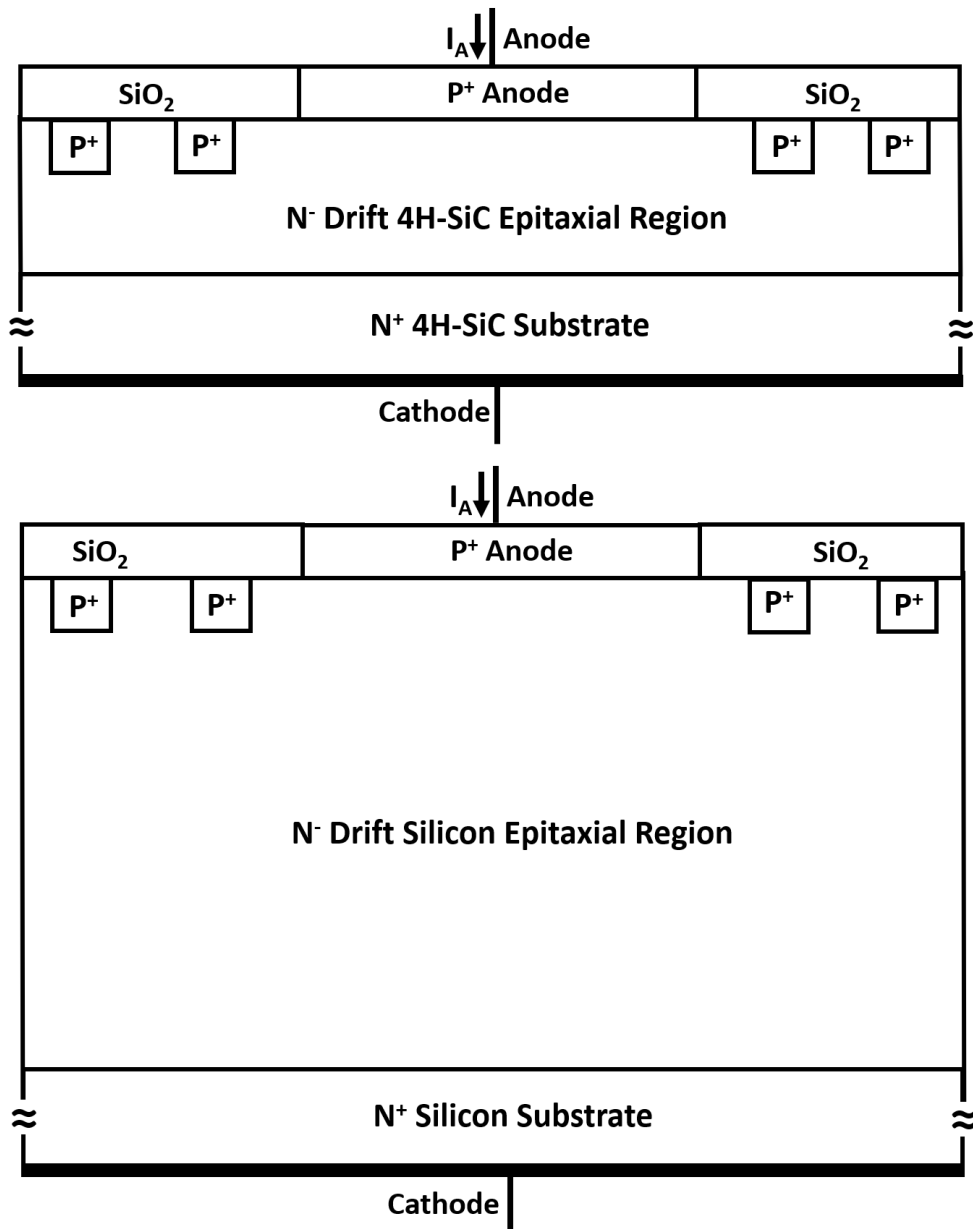 I_A Anode
SiO₂ P⁺ Anode SiO₂
P⁺ P⁺ P⁺ P⁺
N⁻ Drift 4H-SiC Epitaxial Region
N⁺ 4H-SiC Substrate
Cathode
I_A Anode
SiO₂ P⁺ Anode SiO₂
P⁺ P⁺ P⁺ P⁺
N⁻ Drift Silicon Epitaxial Region
N⁺ Silicon Substrate
Cathode